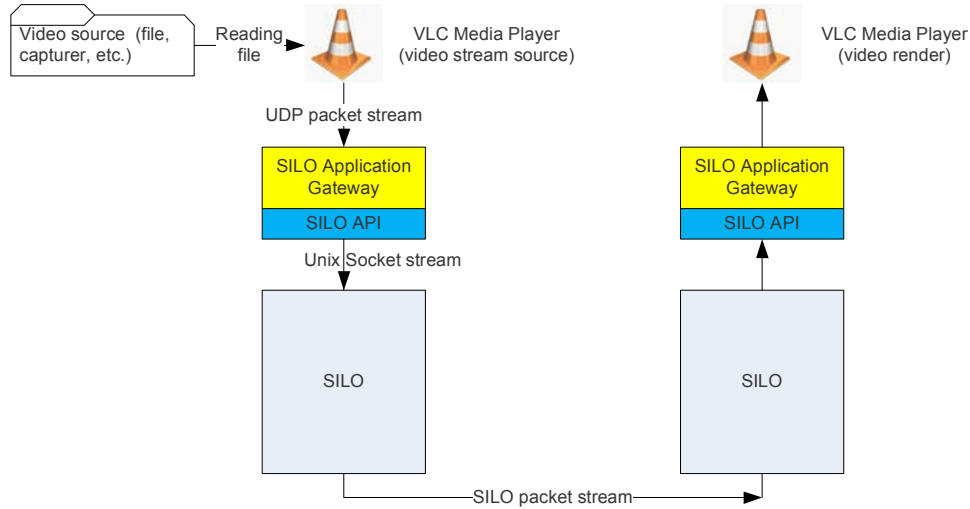 Video source (file,
capturer, etc.)
Reading
file
VLC Media Player
(video stream source)
VLC Media Player
(video render)
UDP packet stream
SILO Application
Gateway
SILO API
SILO Application
Gateway
SILO API
Unix Socket stream
SILO
SILO
SILO packet stream